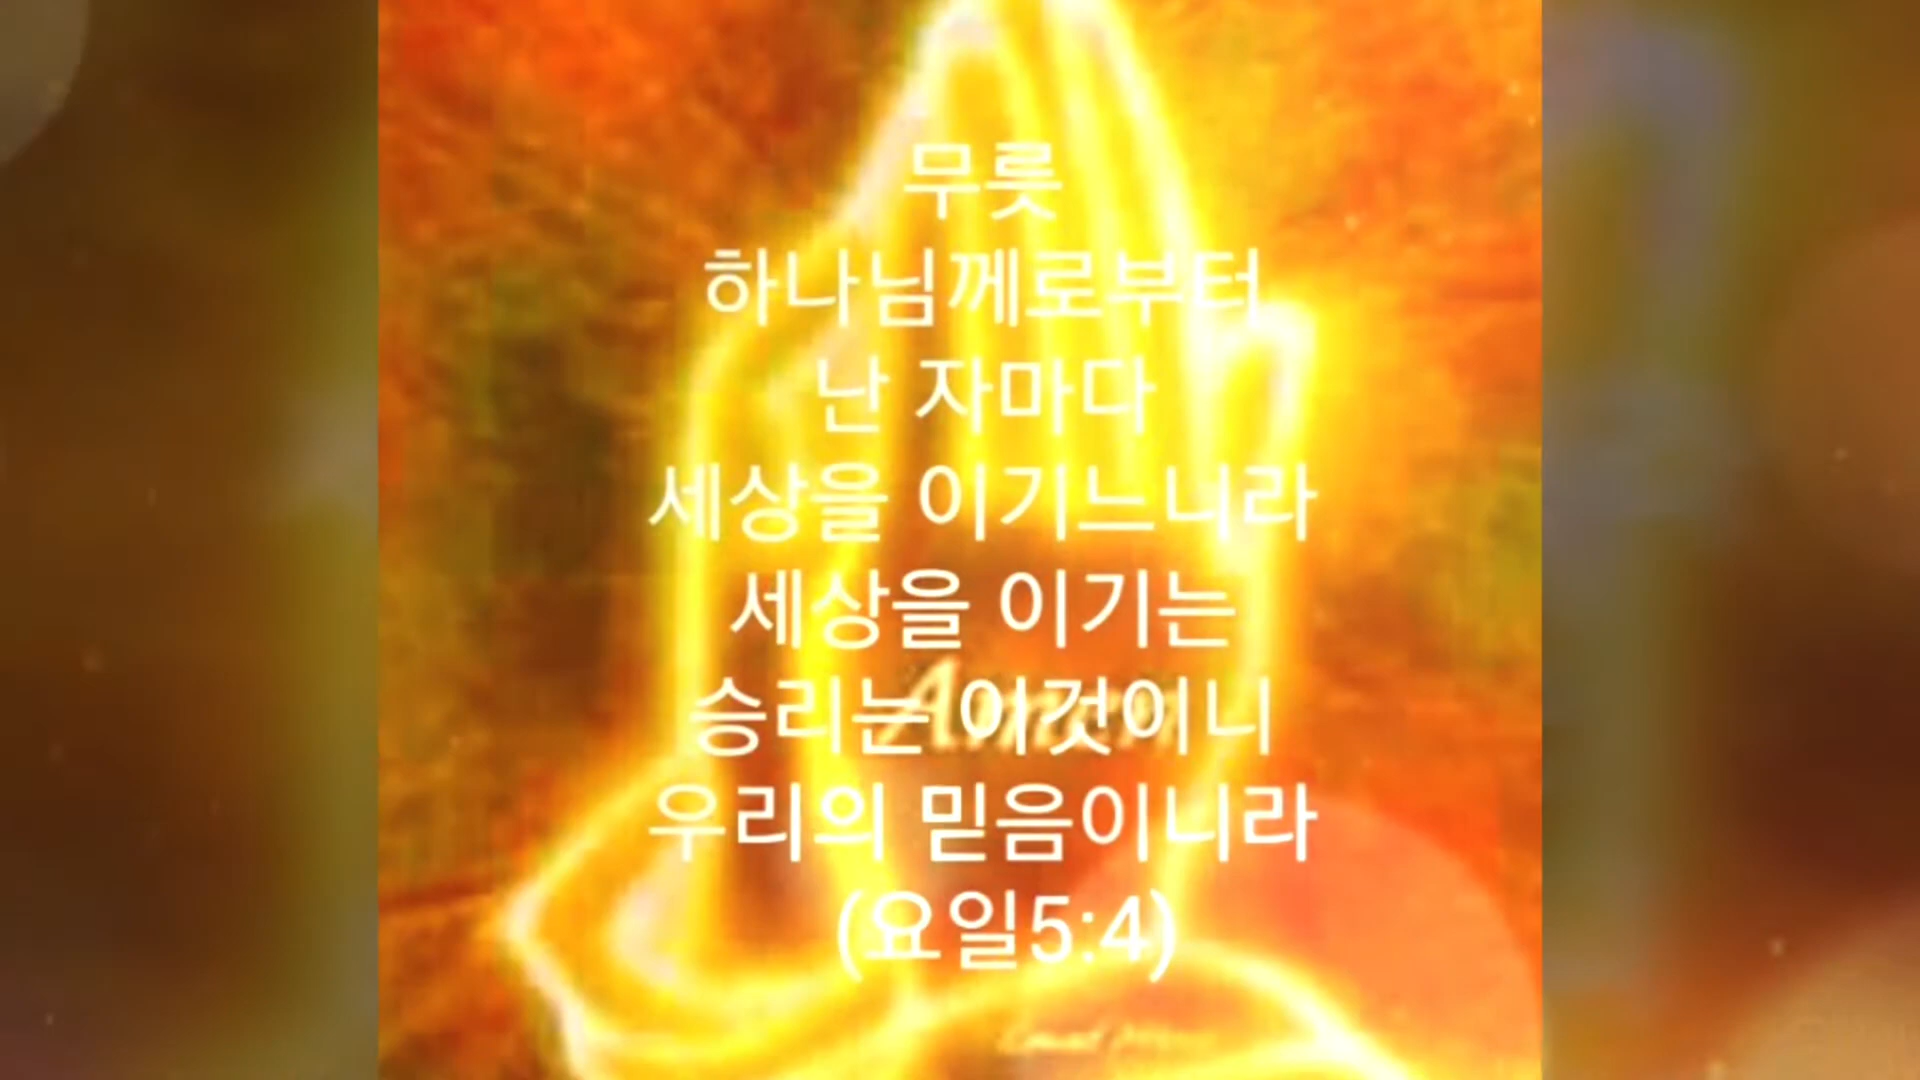 무릇
하나님께로부터
난 자마다
세상을 이기느니라
세상을 이기는
승리는 이것이니
우리의 믿음이니라
(요일5:4)
Amen